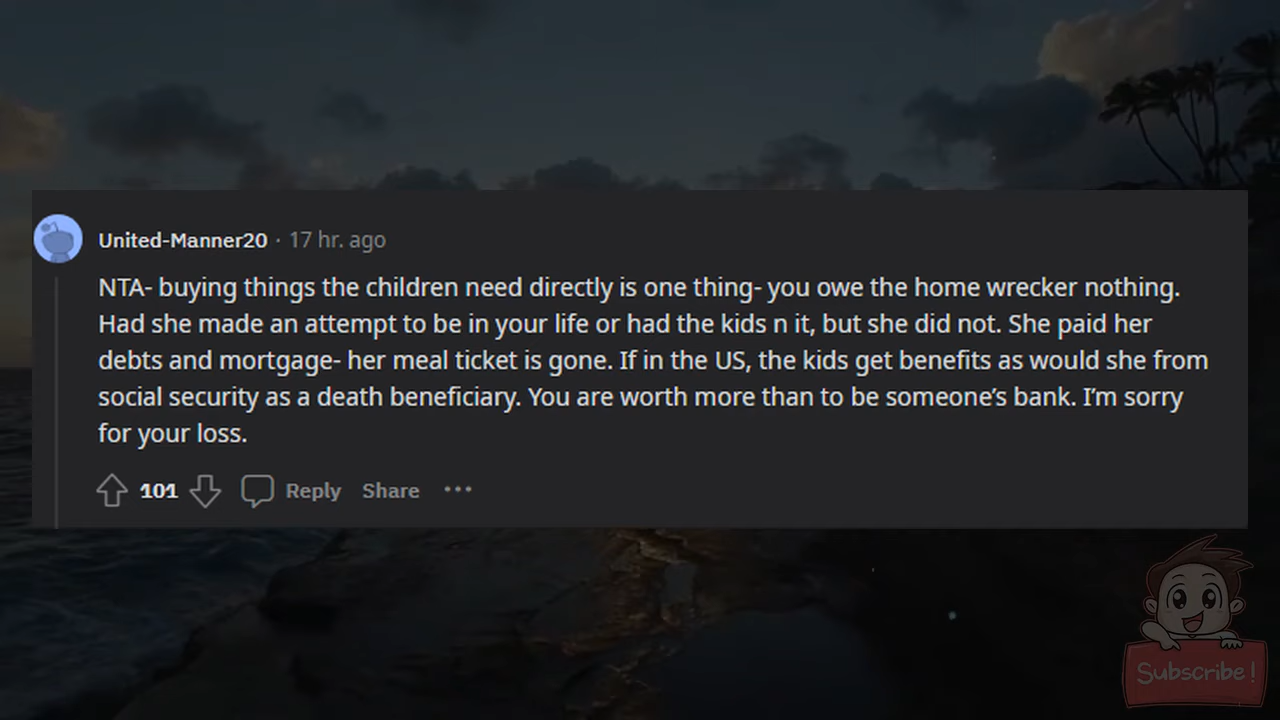 United-Manner20 · 17 hr. ago
NTA- buying things the children need directly is one thing- you owe the home wrecker nothing.
Had she made an attempt to be in your life or had the kids n it, but she did not. She paid her
debts and mortgage- her meal ticket is gone. If in the US, the kids get benefits as would she from
social security as a death beneficiary. You are worth more than to be someone’s bank. I’m sorry
for your loss.
101 Reply Share ···
Subscribe!